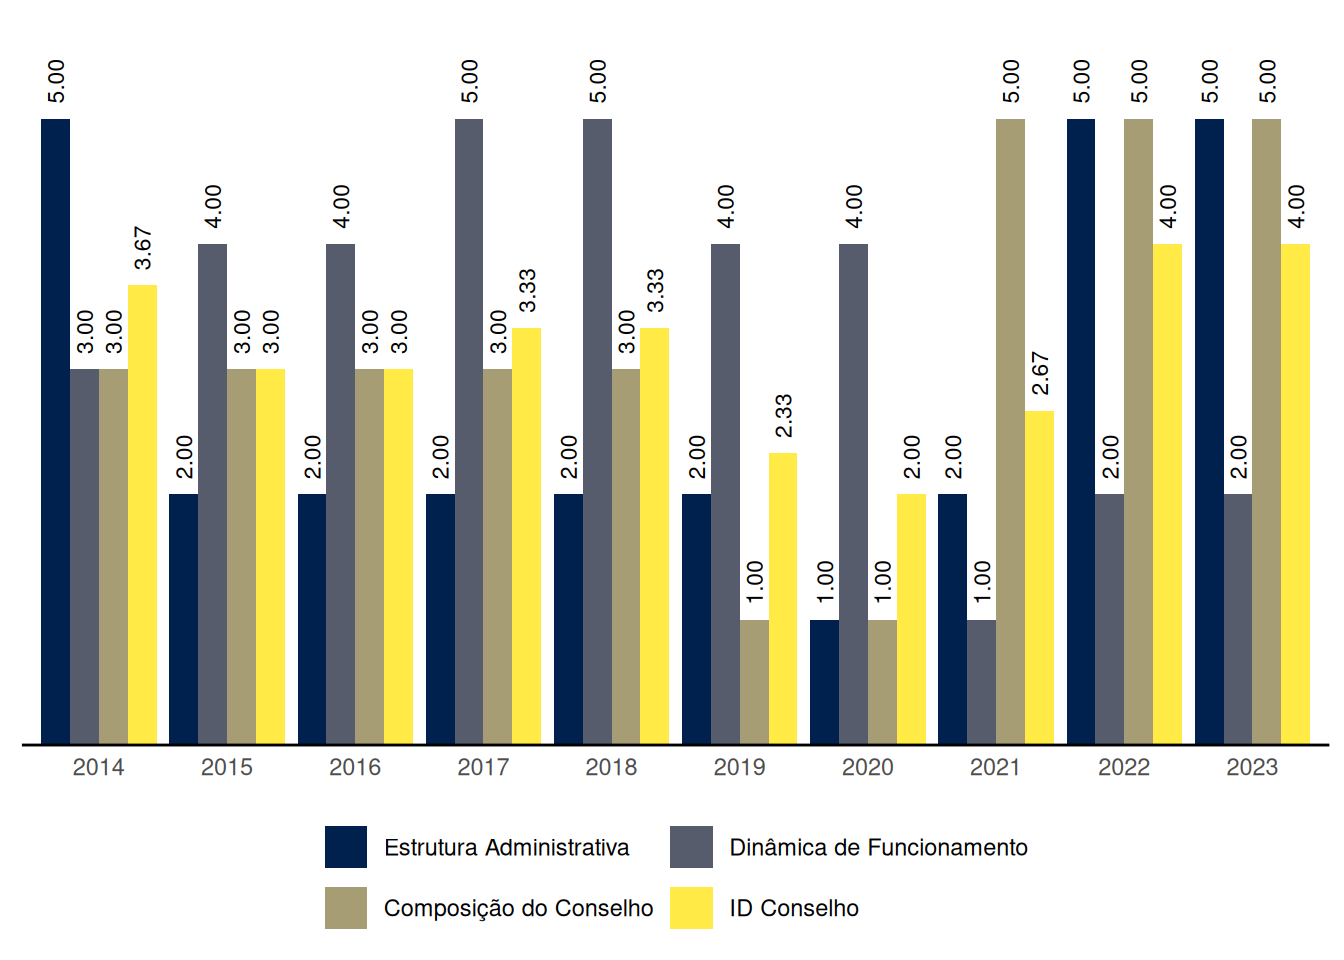 5.00 3.00 3.00 3.67 2.00 4.00 3.00 3.00 2.00 4.00 3.00 3.00 2.00 5.00 3.00 3.33 2.00 5.00 3.00 3.33 2.00 4.00 1.00 2.33 1.00 4.00 1.00 2.00 2.00 1.00 5.00 2.67 5.00 2.00 5.00 4.00 5.00 2.00 5.00 4.00
2014 2015 2016 2017 2018 2019 2020 2021 2022 2023
Estrutura Administrativa Dinâmica de Funcionamento
Composição do Conselho ID Conselho